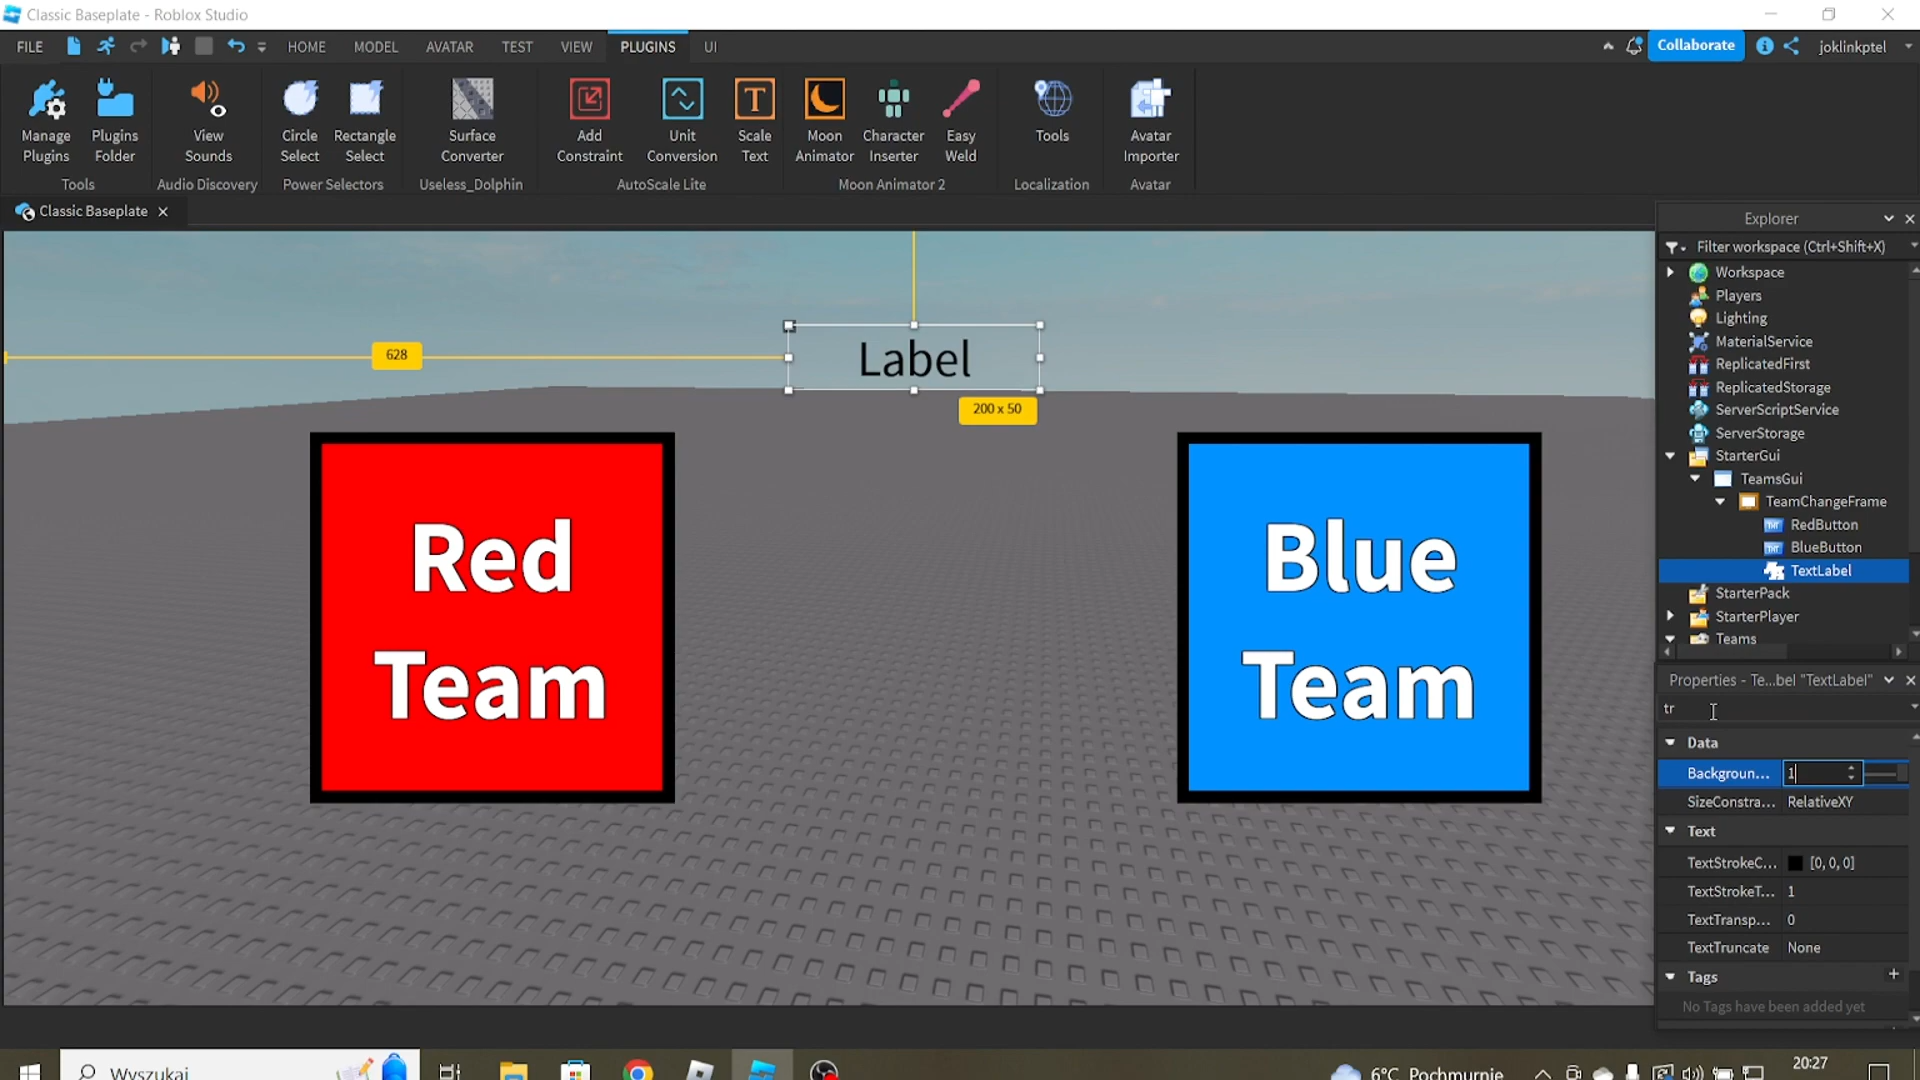 Classic Baseplate - Roblox Studio
FILE HOME MODEL AVATAR TEST VIEW PLUGINS UI Collaborate joklinkptel
Manage Plugins
Plugins Folder
View Sounds
Circle Select
Rectangle Select
Surface Converter
Add Constraint
Unit Conversion
Scale Text
Moon Animator
Character Inserter
Easy Weld
Tools
Avatar Importer
Tools Audio Discovery Power Selectors Useless_Dolphin AutoScale Lite Moon Animator 2 Localization Avatar
Classic Baseplate
628
Label
200 x 50
Red
Team
Blue
Team
Explorer
Filter workspace (Ctrl+Shift+X)
Workspace
Players
Lighting
MaterialService
ReplicatedFirst
ReplicatedStorage
ServerScriptService
ServerStorage
StarterGui
TeamsGui
TeamChangeFrame
RedButton
BlueButton
TextLabel
StarterPack
StarterPlayer
Teams
Properties - Te...bel "TextLabel"
tr
Data
Backgroun... 1
SizeConstra... RelativeXY
Text
TextStrokeC... [0, 0, 0]
TextStrokeT... 1
TextTransp... 0
TextTruncate None
Tags
No Tags have been added yet
Wyszukaj
6°C Pochmurnie
20:27